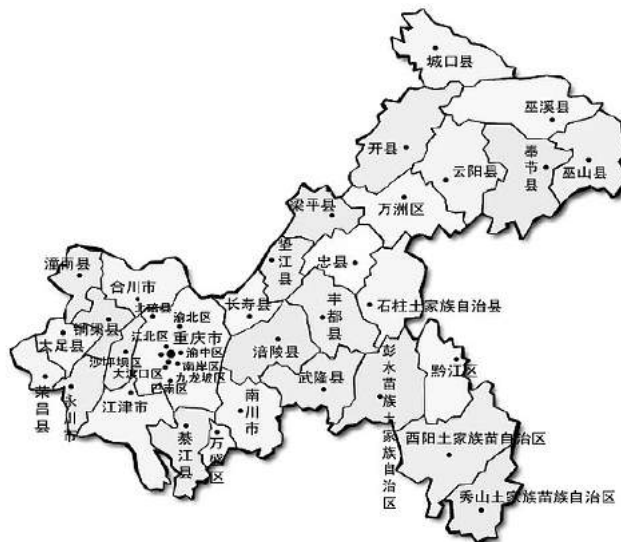 城口县
巫溪县
开县
云阳县
奉节县
巫山县
梁平县
万洲区
垫江县
忠县
潼南县
合川市
北碚县
渝北区
长寿县
丰都县
石柱土家族自治县
铜梁县
江北区
重庆市
大足县
沙坪坝区
渝中区
涪陵县
南岸区
大渡口区
九龙坡区
巴南区
荣昌县
永川市
江津市
武隆县
彭水苗族土家族自治区
黔江区
南川市
綦江县
万盛区
酉阳土家族苗自治区
秀山土家族苗族自治区